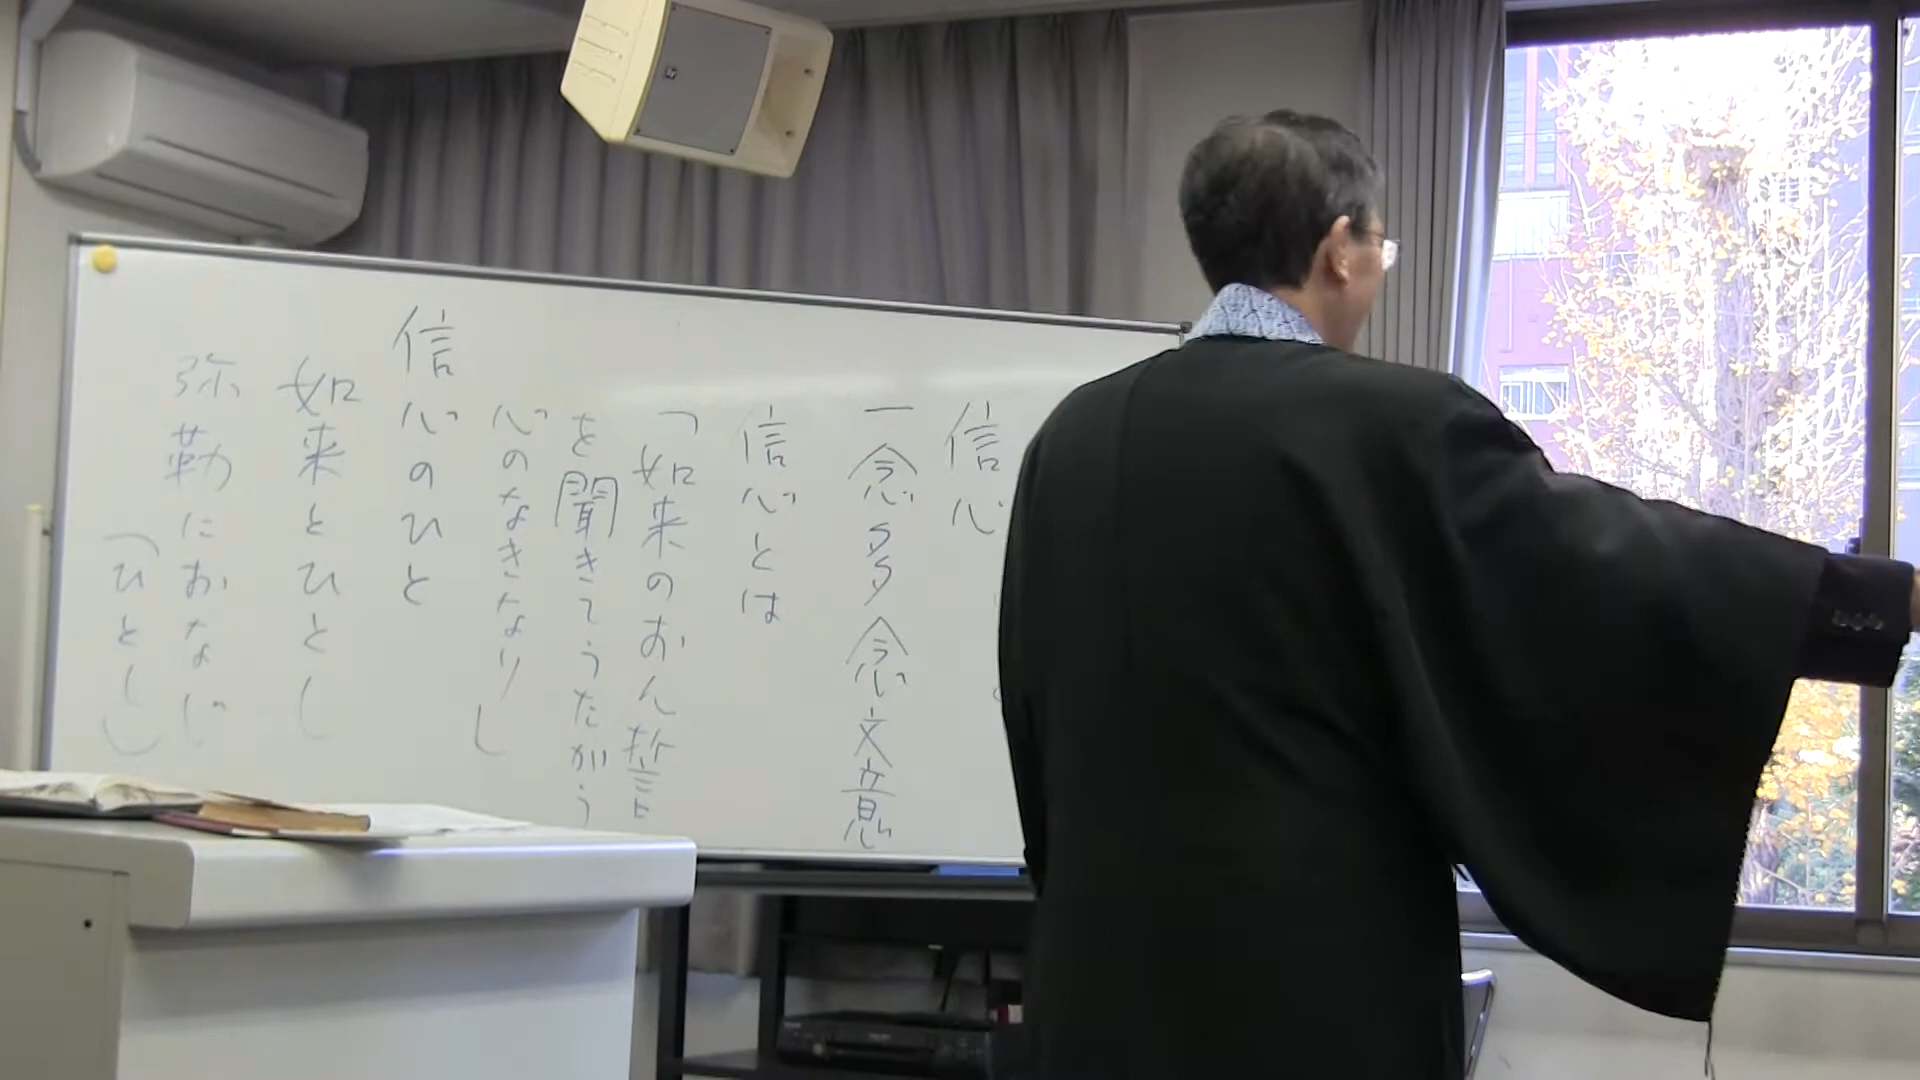 信心
一念多念文意
信心とは
「如来のおん誓
を聞きてうたがう
心のなきなり」
信心のひと
如来とひとし
弥勒におなじ
(ひとし)